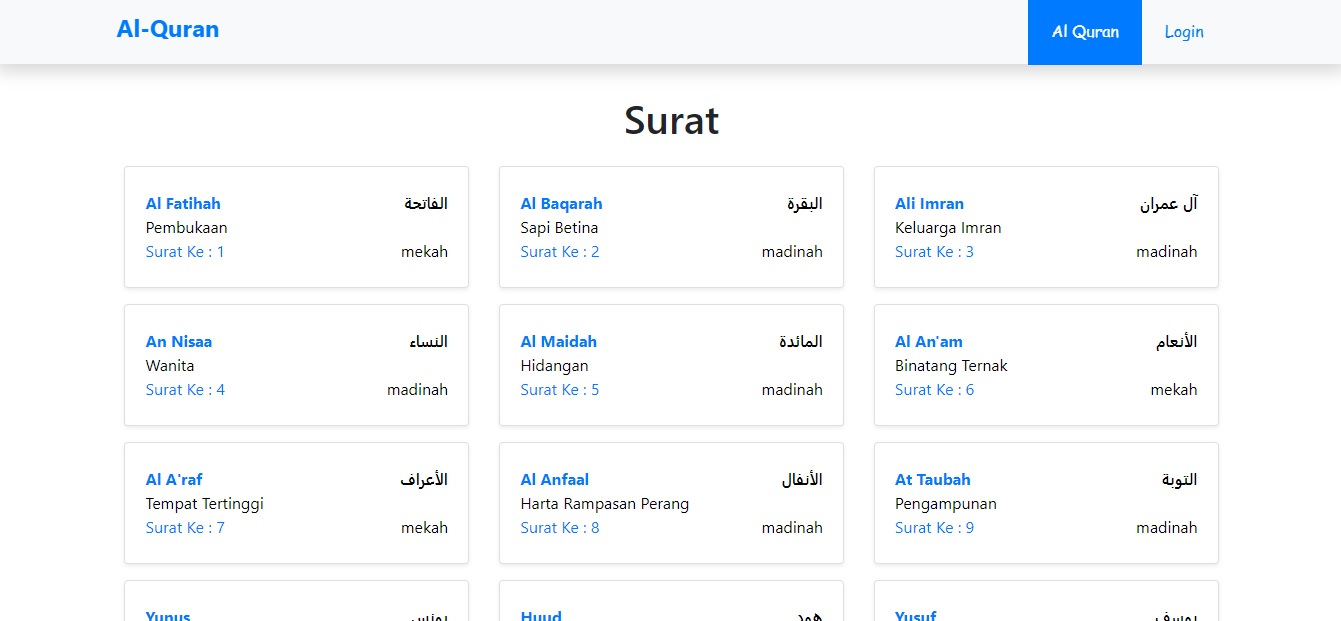 Al-Quran
Al Quran
Login
Surat
Al Fatihah الفاتحة
Pembukaan
Surat Ke : 1 mekah
Al Baqarah البقرة
Sapi Betina
Surat Ke : 2 madinah
Ali Imran آل عمران
Keluarga Imran
Surat Ke : 3 madinah
An Nisaa النساء
Wanita
Surat Ke : 4 madinah
Al Maidah المائدة
Hidangan
Surat Ke : 5 madinah
Al An'am الأنعام
Binatang Ternak
Surat Ke : 6 mekah
Al A'raf الأعراف
Tempat Tertinggi
Surat Ke : 7 mekah
Al Anfaal الأنفال
Harta Rampasan Perang
Surat Ke : 8 madinah
At Taubah التوبة
Pengampunan
Surat Ke : 9 madinah
Yunus يونس
Huud هود
Yusuf يوسف